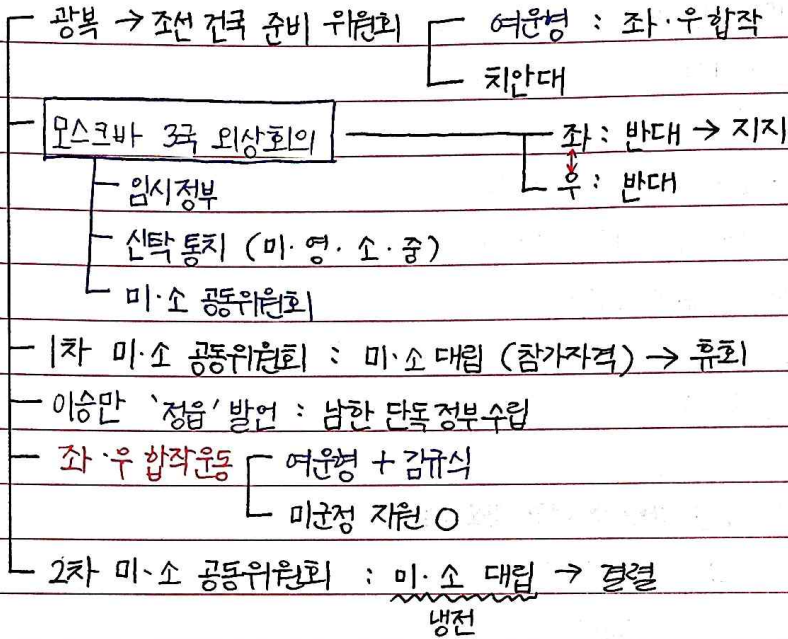 광복 → 조선 건국 준비 위원회 여운형 : 좌·우 합작
치안대
모스크바 3국 외상회의 좌 : 반대 → 지지
우 : 반대
임시정부
신탁 통치 (미·영·소·중)
미·소 공동위원회
1차 미·소 공동위원회 : 미·소 대립 (참가자격) → 휴회
이승만 '정읍' 발언 : 남한 단독정부수립
좌·우 합작운동 여운형 + 김규식
미군정 지원 O
2차 미·소 공동위원회 : 미·소 대립 → 결렬
냉전